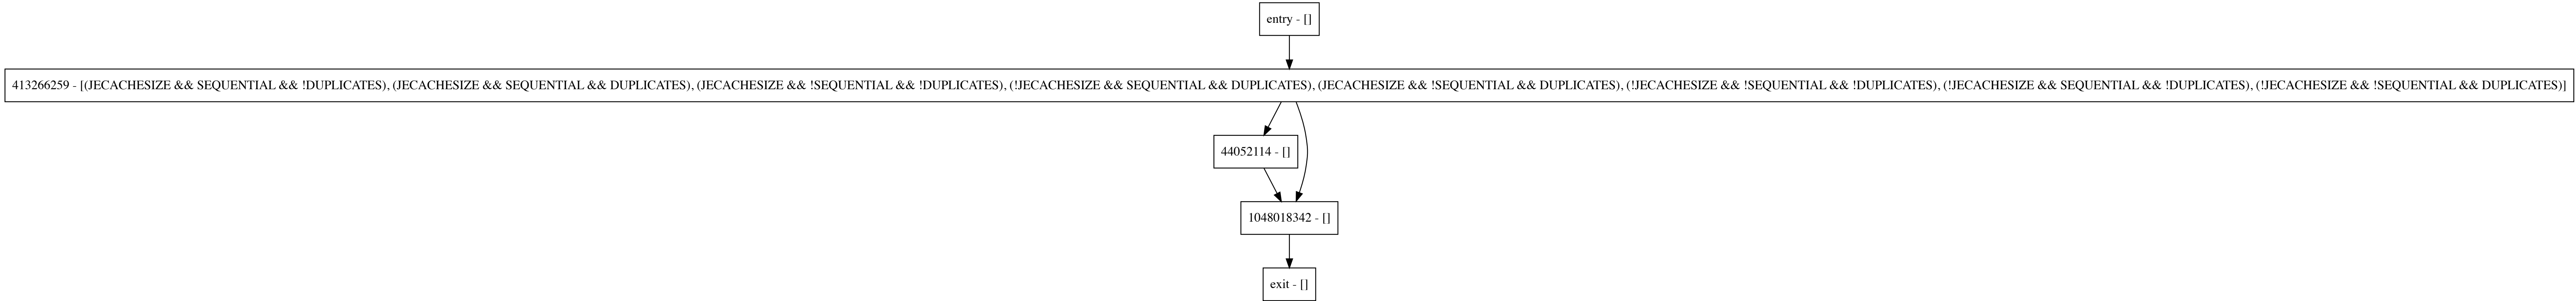 entry - []
413266259 - [(JECACHESIZE && SEQUENTIAL && !DUPLICATES), (JECACHESIZE && SEQUENTIAL && DUPLICATES), (JECACHESIZE && !SEQUENTIAL && !DUPLICATES), (!JECACHESIZE && SEQUENTIAL && DUPLICATES), (JECACHESIZE && !SEQUENTIAL && DUPLICATES), (!JECACHESIZE && !SEQUENTIAL && !DUPLICATES), (!JECACHESIZE && SEQUENTIAL && !DUPLICATES), (!JECACHESIZE && !SEQUENTIAL && DUPLICATES)]
44052114 - []
1048018342 - []
exit - []